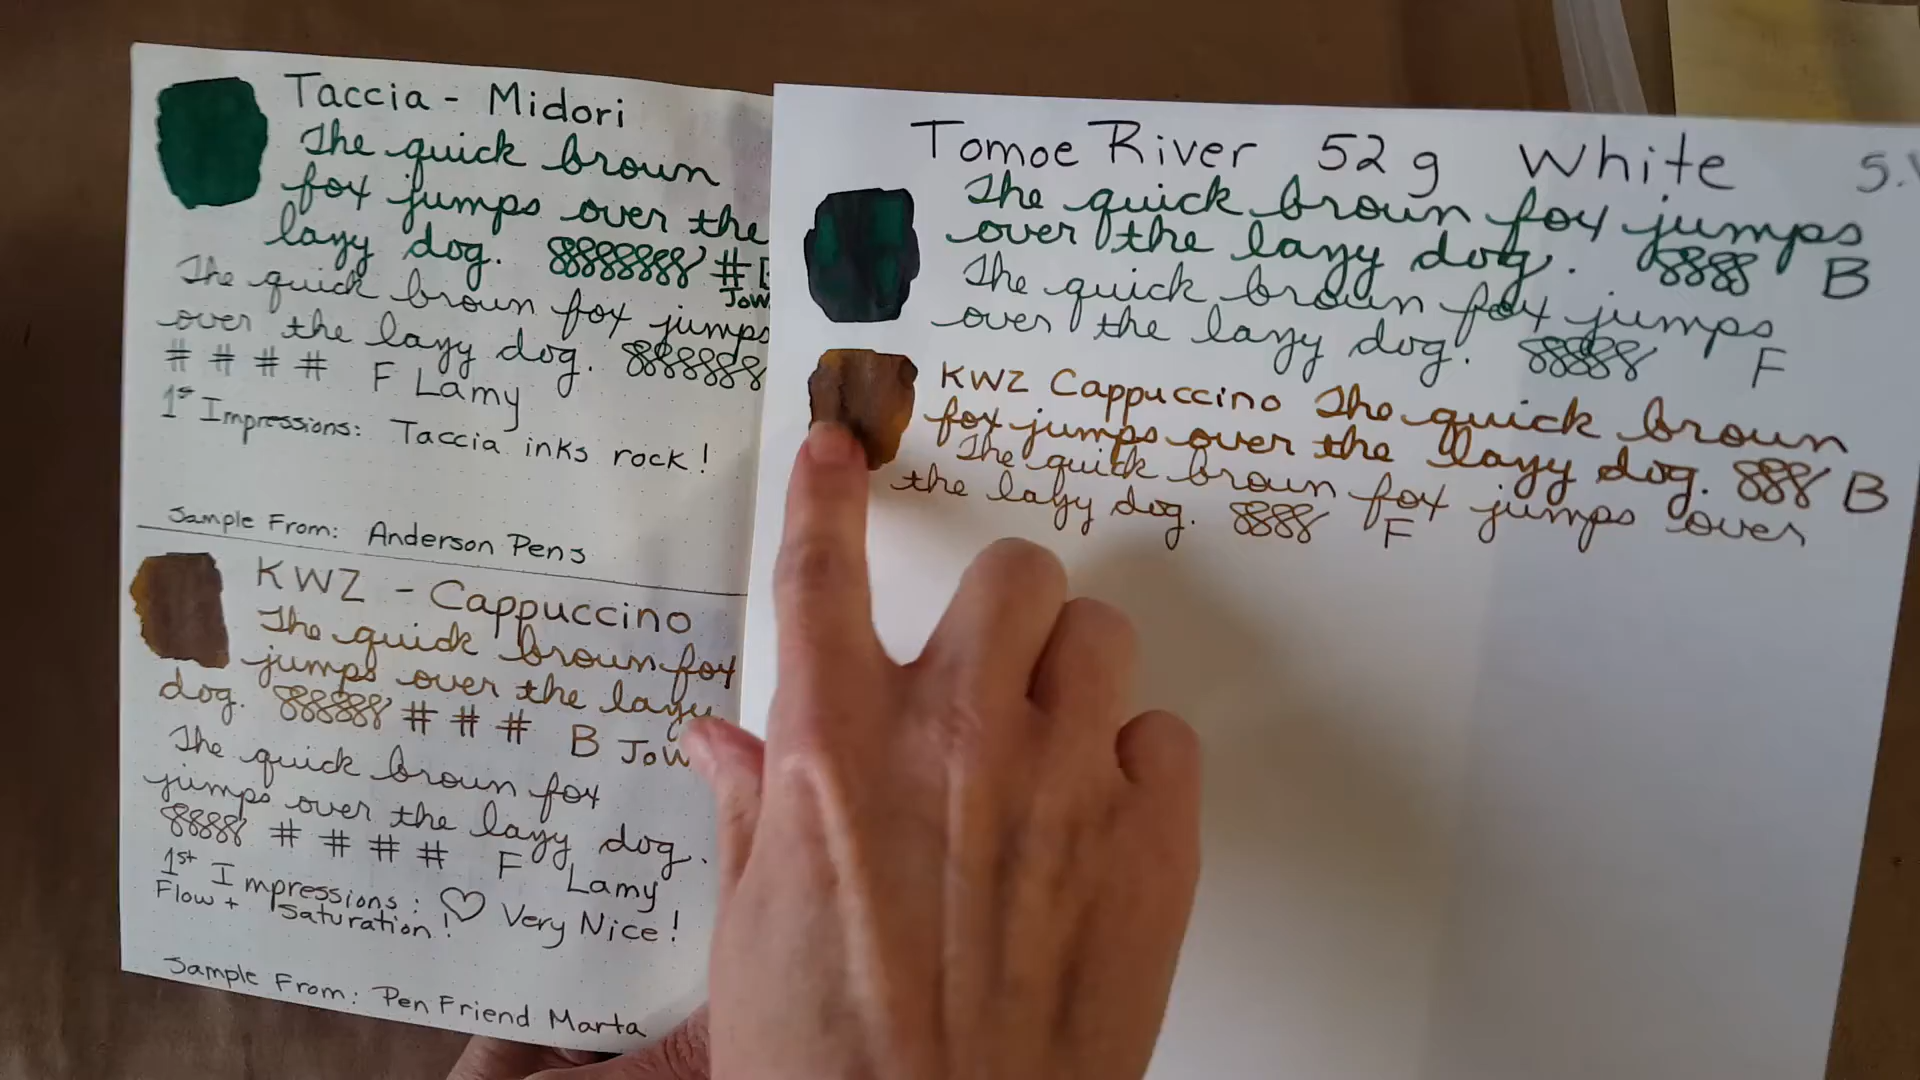 Taccia - Midori
The quick brown
fox jumps over the
lazy dog. 88888888 #
Jow
The quick brown fox jumps
over the lazy dog. 8888888
# # # # F Lamy
1st Impressions: Taccia inks rock!
Sample From: Anderson Pens
KWZ - Cappuccino
The quick brown fox
jumps over the lazy
dog. 888888 # # # B Jow
The quick brown fox
jumps over the lazy dog.
88888 # # # # F Lamy
1st Impressions: ♡ Very Nice!
Flow + Saturation!
Sample From: Pen Friend Marta
Tomoe River 52g White
The quick brown fox jumps
over the lazy dog. 8888 B
The quick brown fox jumps
over the lazy dog. 88888 F
KWZ Cappuccino The quick brown
fox jumps over the lazy dog. 888 B
The quick brown fox jumps over
the lazy dog. 8888 F